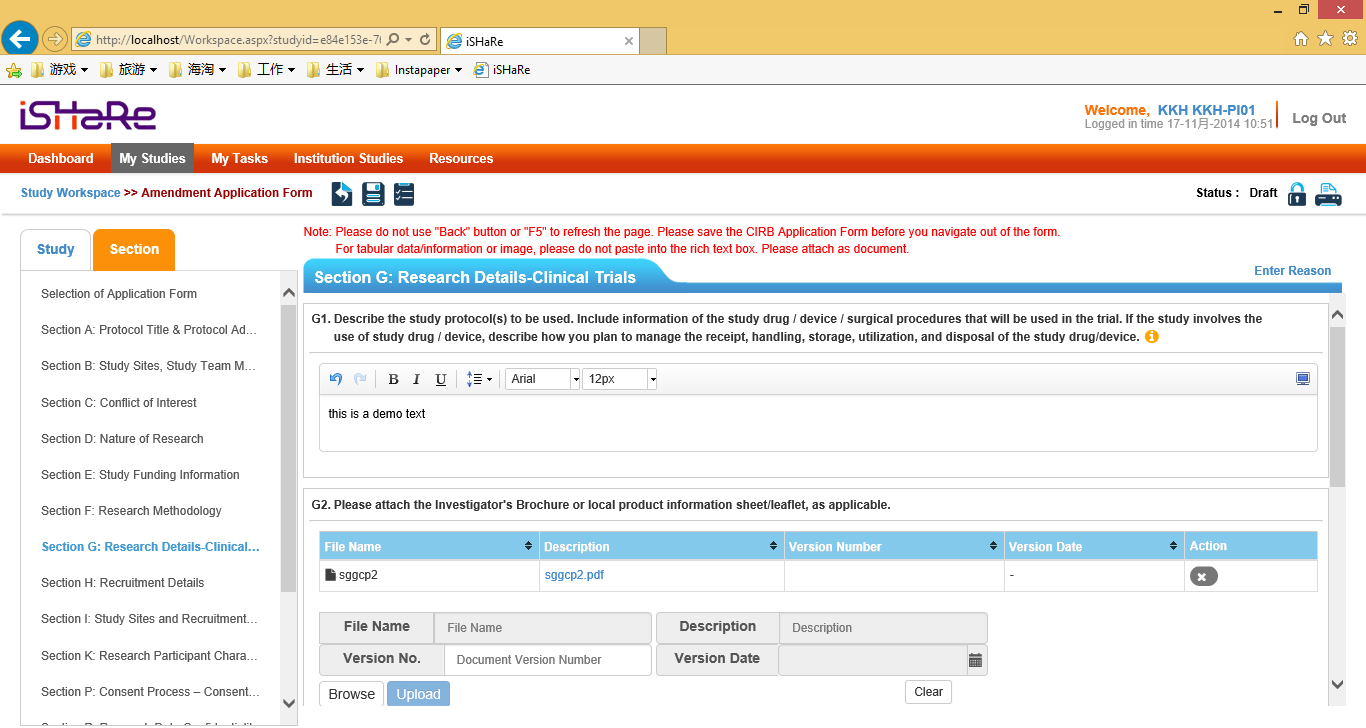 http://localhost/Workspace.aspx?studyid=e84e153e-7
iSHaRe
游戏
旅游
海淘
工作
生活
Instapaper
iSHaRe
iSHaRe
Welcome, KKH KKH-PI01
Logged in time 17-11月-2014 10:51
Log Out
Dashboard
My Studies
My Tasks
Institution Studies
Resources
Study Workspace >> Amendment Application Form
Status : Draft
Note: Please do not use "Back" button or "F5" to refresh the page. Please save the CIRB Application Form before you navigate out of the form.
For tabular data/information or image, please do not paste into the rich text box. Please attach as document.
Study
Section
Selection of Application Form
Section A: Protocol Title & Protocol Ad...
Section B: Study Sites, Study Team M...
Section C: Conflict of Interest
Section D: Nature of Research
Section E: Study Funding Information
Section F: Research Methodology
Section G: Research Details-Clinical...
Section H: Recruitment Details
Section I: Study Sites and Recruitment...
Section K: Research Participant Chara...
Section P: Consent Process – Consent...
Section G: Research Details-Clinical Trials
Enter Reason
G1. Describe the study protocol(s) to be used. Include information of the study drug / device / surgical procedures that will be used in the trial. If the study involves the
use of study drug / device, describe how you plan to manage the receipt, handling, storage, utilization, and disposal of the study drug/device.
B I U
Arial
12px
this is a demo text
G2. Please attach the Investigator's Brochure or local product information sheet/leaflet, as applicable.
File Name
Description
Version Number
Version Date
Action
sggcp2
sggcp2.pdf
-
File Name
File Name
Description
Description
Version No.
Document Version Number
Version Date
Browse
Upload
Clear